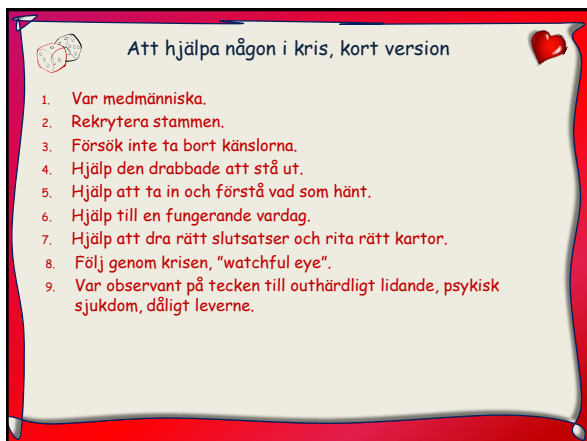 Att hjälpa någon i kris, kort version
1. Var medmänniska.
2. Rekrytera stammen.
3. Försök inte ta bort känslorna.
4. Hjälp den drabbade att stå ut.
5. Hjälp att ta in och förstå vad som hänt.
6. Hjälp till en fungerande vardag.
7. Hjälp att dra rätt slutsatser och rita rätt kartor.
8. Följ genom krisen, ”watchful eye”.
9. Var observant på tecken till outhärdligt lidande, psykisk
sjukdom, dåligt leverne.